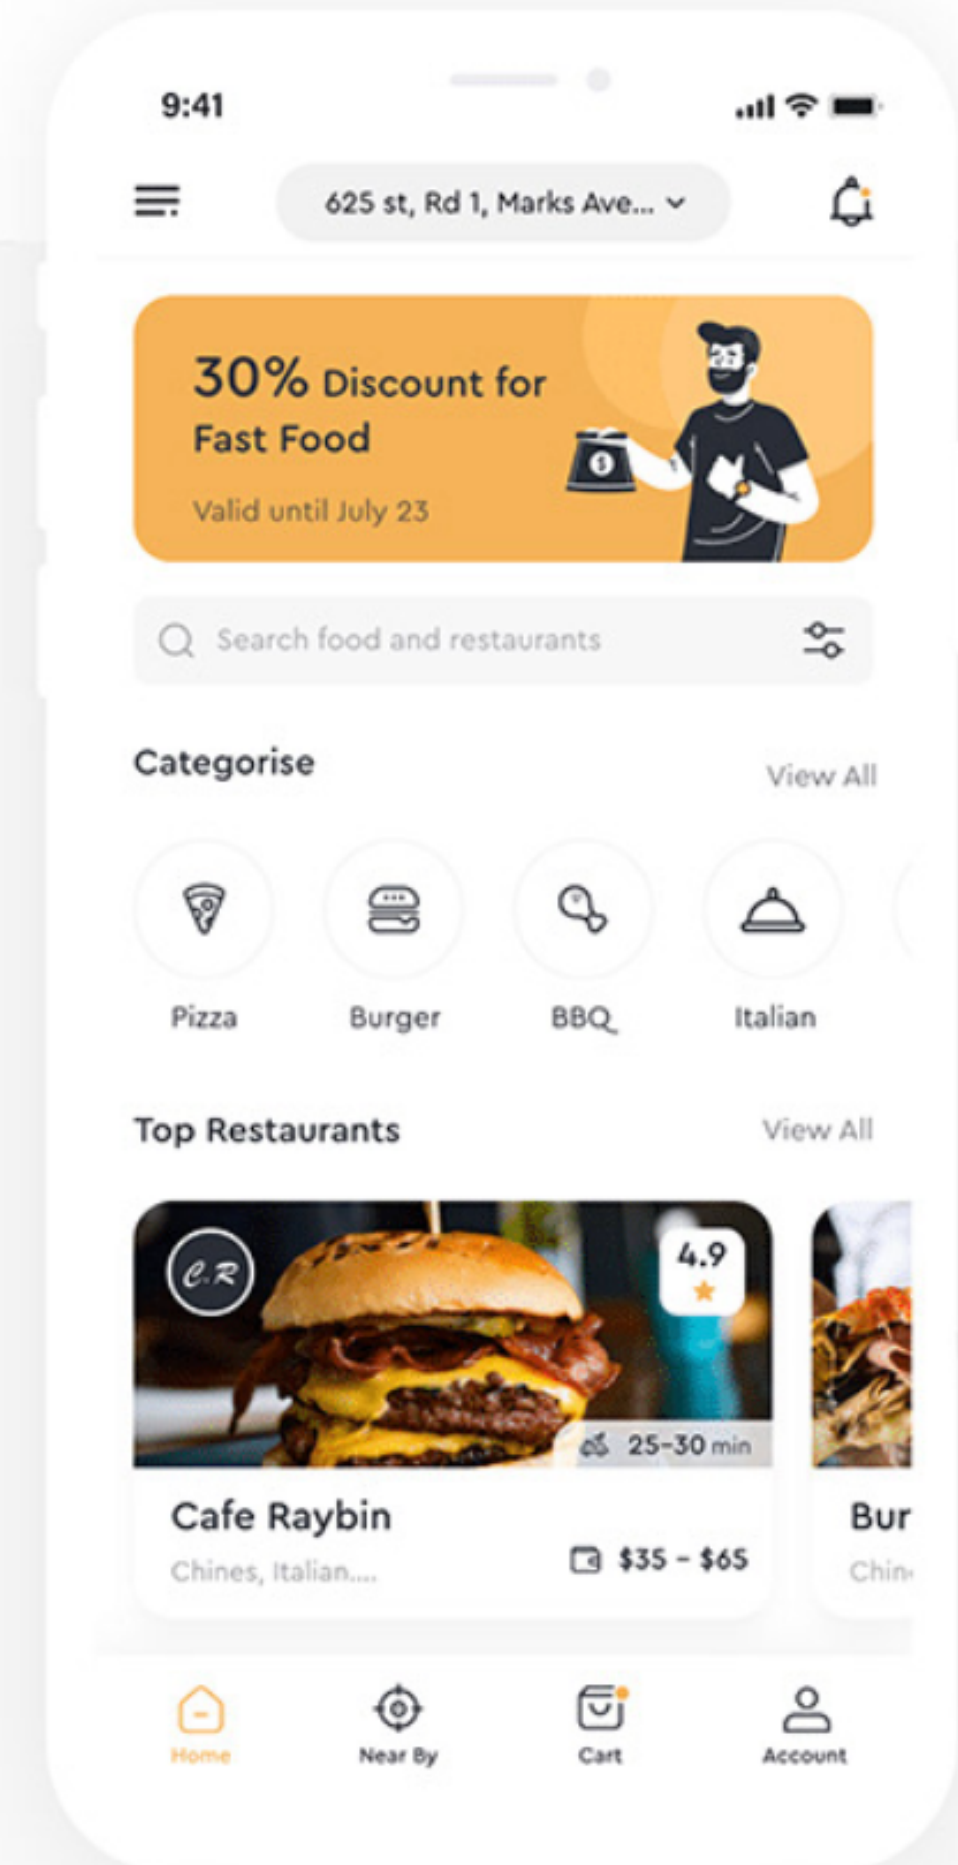 9:41
625 st, Rd 1, Marks Ave...
30% Discount for
Fast Food
Valid until July 23
Search food and restaurants
Categorise
View All
Pizza
Burger
BBQ
Italian
Top Restaurants
View All
C R
4.9
25-30 min
Cafe Raybin
Chines, Italian....
$35 - $65
Bur
Chin
Home
Near By
Cart
Account